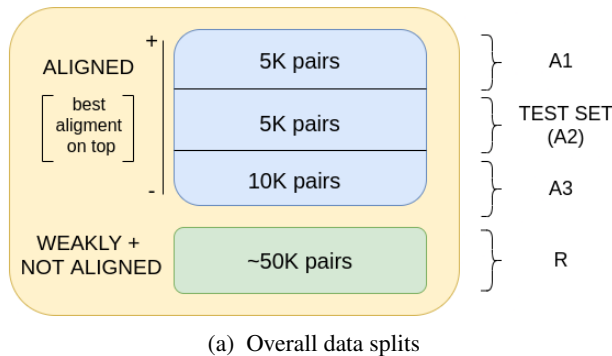 +
ALIGNED
best
aligment
on top
-
5K pairs
A1
5K pairs
TEST SET
(A2)
10K pairs
A3
WEAKLY +
NOT ALIGNED
~50K pairs
R
(a) Overall data splits